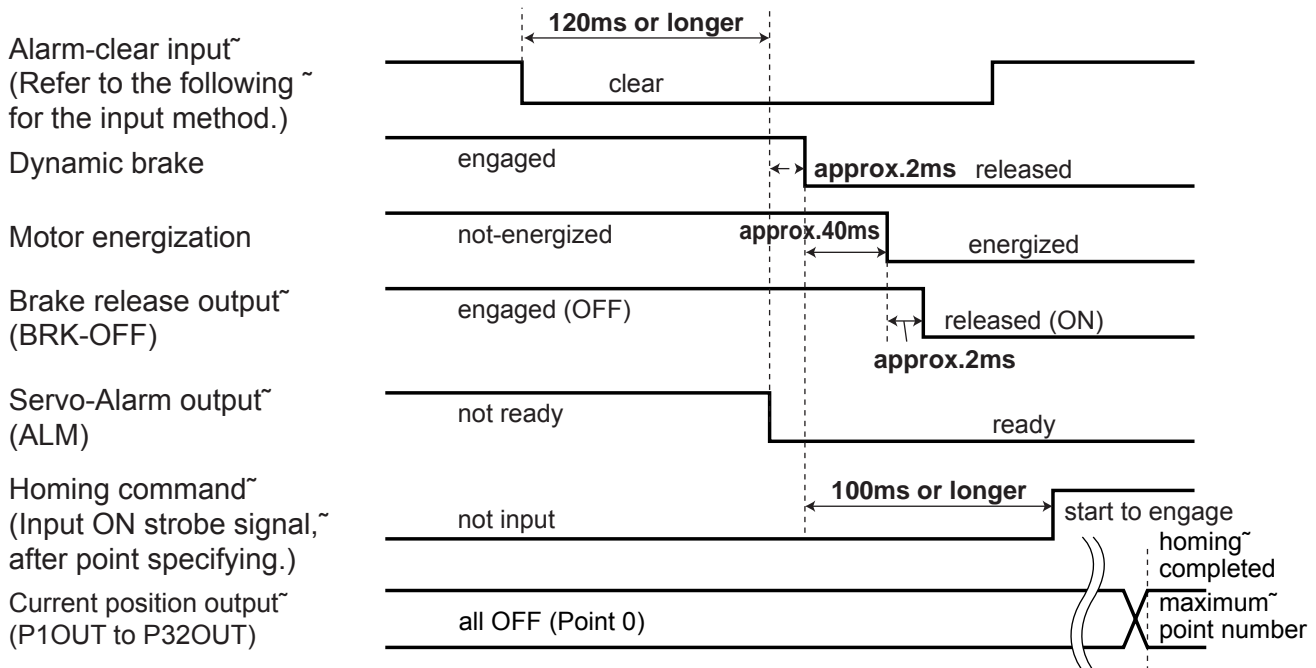 120ms or longer
Alarm-clear input˜
(Refer to the following ˜
for the input method.)
clear
Dynamic brake
engaged
approx.2ms
released
Motor energization
not-energized
approx.40ms
energized
Brake release output˜
(BRK-OFF)
engaged (OFF)
released (ON)
approx.2ms
Servo-Alarm output˜
(ALM)
not ready
ready
Homing command˜
(Input ON strobe signal,˜
after point specifying.)
not input
100ms or longer
start to engage
homing˜
completed
Current position output˜
(P1OUT to P32OUT)
all OFF (Point 0)
maximum˜
point number